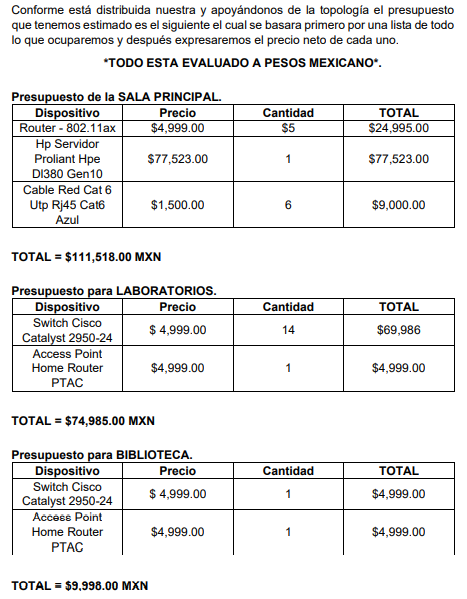 Conforme está distribuida nuestra y apoyándonos de la topología el presupuesto
que tenemos estimado es el siguiente el cual se basara primero por una lista de todo
lo que ocuparemos y después expresaremos el precio neto de cada uno.
*TODO ESTA EVALUADO A PESOS MEXICANO*.
Presupuesto de la SALA PRINCIPAL.
Dispositivo Precio Cantidad TOTAL
Router - 802.11ax $4,999.00 $5 $24,995.00
Hp Servidor
Proliant Hpe $77,523.00 1 $77,523.00
Dl380 Gen10
Cable Red Cat 6
Utp Rj45 Cat6 $1,500.00 6 $9,000.00
Azul
TOTAL = $111,518.00 MXN
Presupuesto para LABORATORIOS.
Dispositivo Precio Cantidad TOTAL
Switch Cisco
Catalyst 2950-24 $ 4,999.00 14 $69,986
Access Point
Home Router $4,999.00 1 $4,999.00
PTAC
TOTAL = $74,985.00 MXN
Presupuesto para BIBLIOTECA.
Dispositivo Precio Cantidad TOTAL
Switch Cisco
Catalyst 2950-24 $ 4,999.00 1 $4,999.00
Access Point
Home Router $4,999.00 1 $4,999.00
PTAC
TOTAL = $9,998.00 MXN